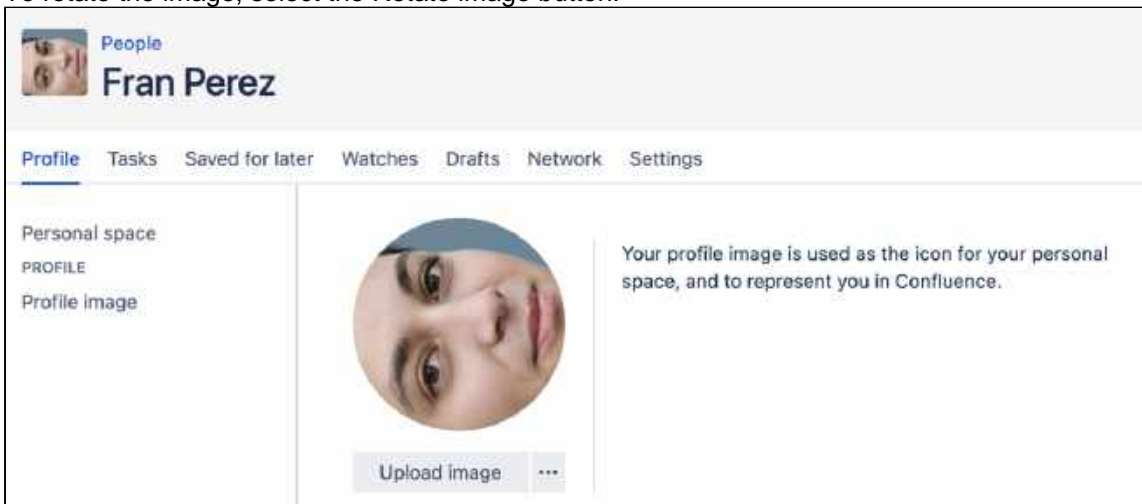 To rotate the image, select the Rotate image button.
People
Fran Perez
Profile Tasks Saved for later Watches Drafts Network Settings
Personal space
PROFILE
Profile image
Your profile image is used as the icon for your personal
space, and to represent you in Confluence.
Upload image ...